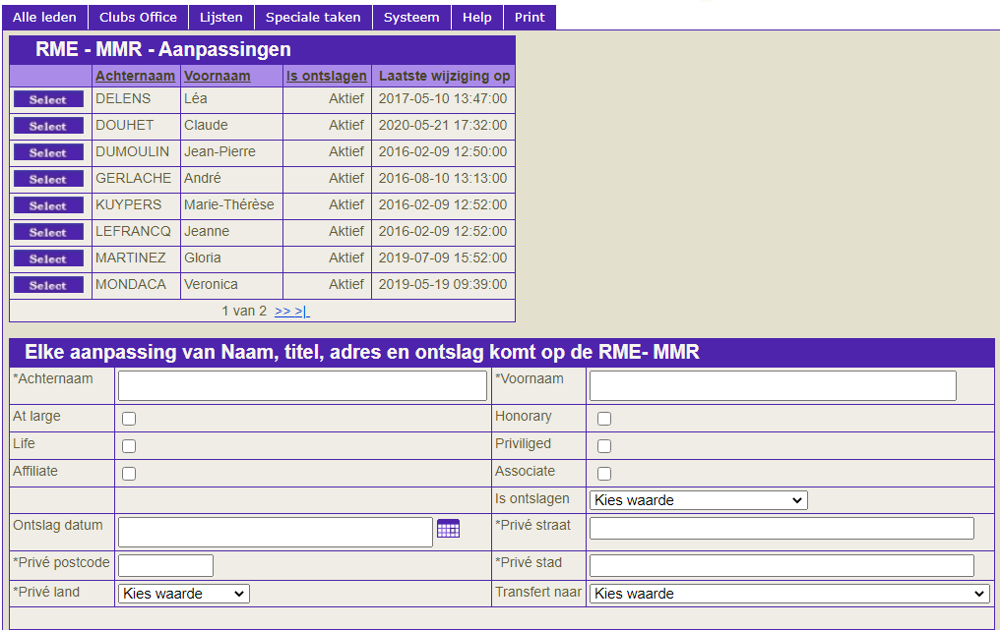 Alle leden Clubs Office Lijsten Speciale taken Systeem Help Print
RME - MMR - Aanpassingen
Achternaam Voornaam Is ontslagen Laatste wijziging op
Select DELENS Léa Aktief 2017-05-10 13:47:00
Select DOUHET Claude Aktief 2020-05-21 17:32:00
Select DUMOULIN Jean-Pierre Aktief 2016-02-09 12:50:00
Select GERLACHE André Aktief 2016-08-10 13:13:00
Select KUYPERS Marie-Thérèse Aktief 2016-02-09 12:52:00
Select LEFRANCQ Jeanne Aktief 2016-02-09 12:52:00
Select MARTINEZ Gloria Aktief 2019-07-09 15:52:00
Select MONDACA Veronica Aktief 2019-05-19 09:39:00
1 van 2 >> >|
Elke aanpassing van Naam, titel, adres en ontslag komt op de RME- MMR
*Achternaam *Voornaam
At large Honorary
Life Priviliged
Affiliate Associate
Is ontslagen Kies waarde
Ontslag datum *Privé straat
*Privé postcode *Privé stad
*Privé land Kies waarde Transfert naar Kies waarde